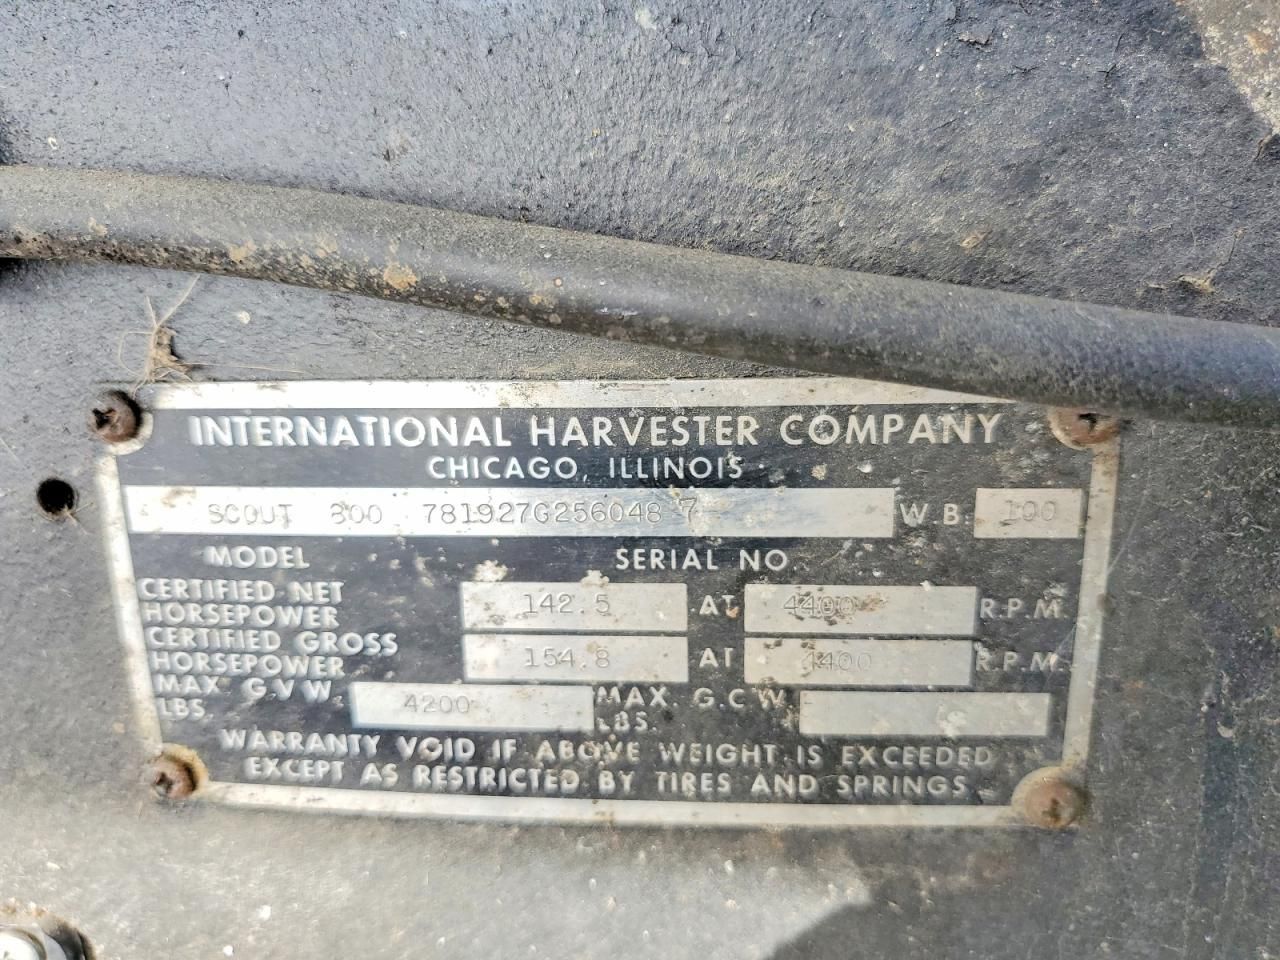 INTERNATIONAL HARVESTER COMPANY
CHICAGO, ILLINOIS
SCOUT 800 781927G256048 7 W.B. 100
MODEL SERIAL NO
CERTIFIED NET HORSEPOWER 142.5 AT 4400 R.P.M.
CERTIFIED GROSS HORSEPOWER 154.8 AT 4400 R.P.M.
MAX. G.V.W. LBS. 4200 MAX. G.C.W. LBS.
WARRANTY VOID IF ABOVE WEIGHT IS EXCEEDED
EXCEPT AS RESTRICTED BY TIRES AND SPRINGS